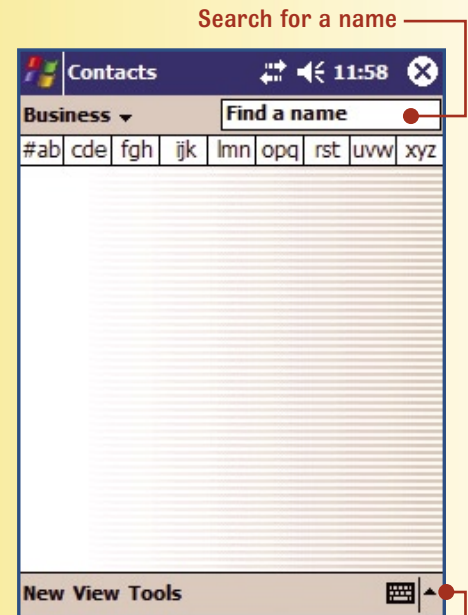 Search for a name
Contacts 11:58
Business Find a name
#ab cde fgh ijk lmn opq rst uvw xyz
New View Tools